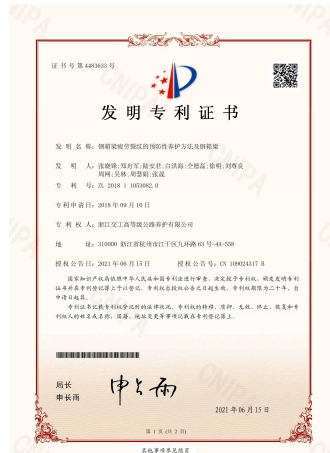 证书号第4483633号
发明专利证书
发 明 名 称：钢箱梁疲劳裂纹的预防性养护方法及钢箱梁
发 明 人：张晓锋;郑舟军;陆安君;白洪海;仝德磊;徐明;刘尊良
周网;吴林;周慧娟;张晟
专 利 号：ZL 2018 1 1053082.0
专利申请日：2018年09月10日
专 利 权 人：浙江交工高等级公路养护有限公司
地 址：310000 浙江省杭州市江干区九环路63号-4A-558
授权公告日：2021年06月15日 授权公告号：CN 109024317 B
国家知识产权局依照中华人民共和国专利法进行审查，决定授予专利权，颁发发明专利
证书并在专利登记簿上予以登记。专利权自授权公告之日起生效。专利权期限为二十年，自
申请日起算。
专利证书记载专利权登记时的法律状况。专利权的转移、质押、无效、终止、恢复和专
利权人的姓名或名称、国籍、地址变更等事项记载在专利登记簿上。
局长
申长雨
申长雨
2021年06月15日
第 1 页 (共 2 页)
其他事项参见续页
CNIPA